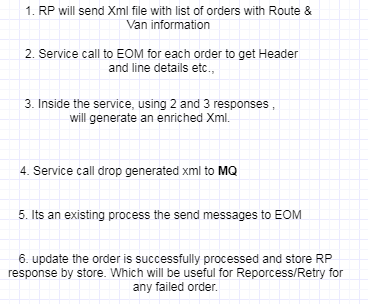 1. RP will send Xml file with list of orders with Route &
Van information
2. Service call to EOM for each order to get Header
and line details etc.,
3. Inside the service, using 2 and 3 responses ,
will generate an enriched Xml.
4. Service call drop generated xml to MQ
5. Its an existing process the send messages to EOM
6. update the order is successfully processed and store RP
response by store. Which will be useful for Reporcess/Retry for
any failed order.